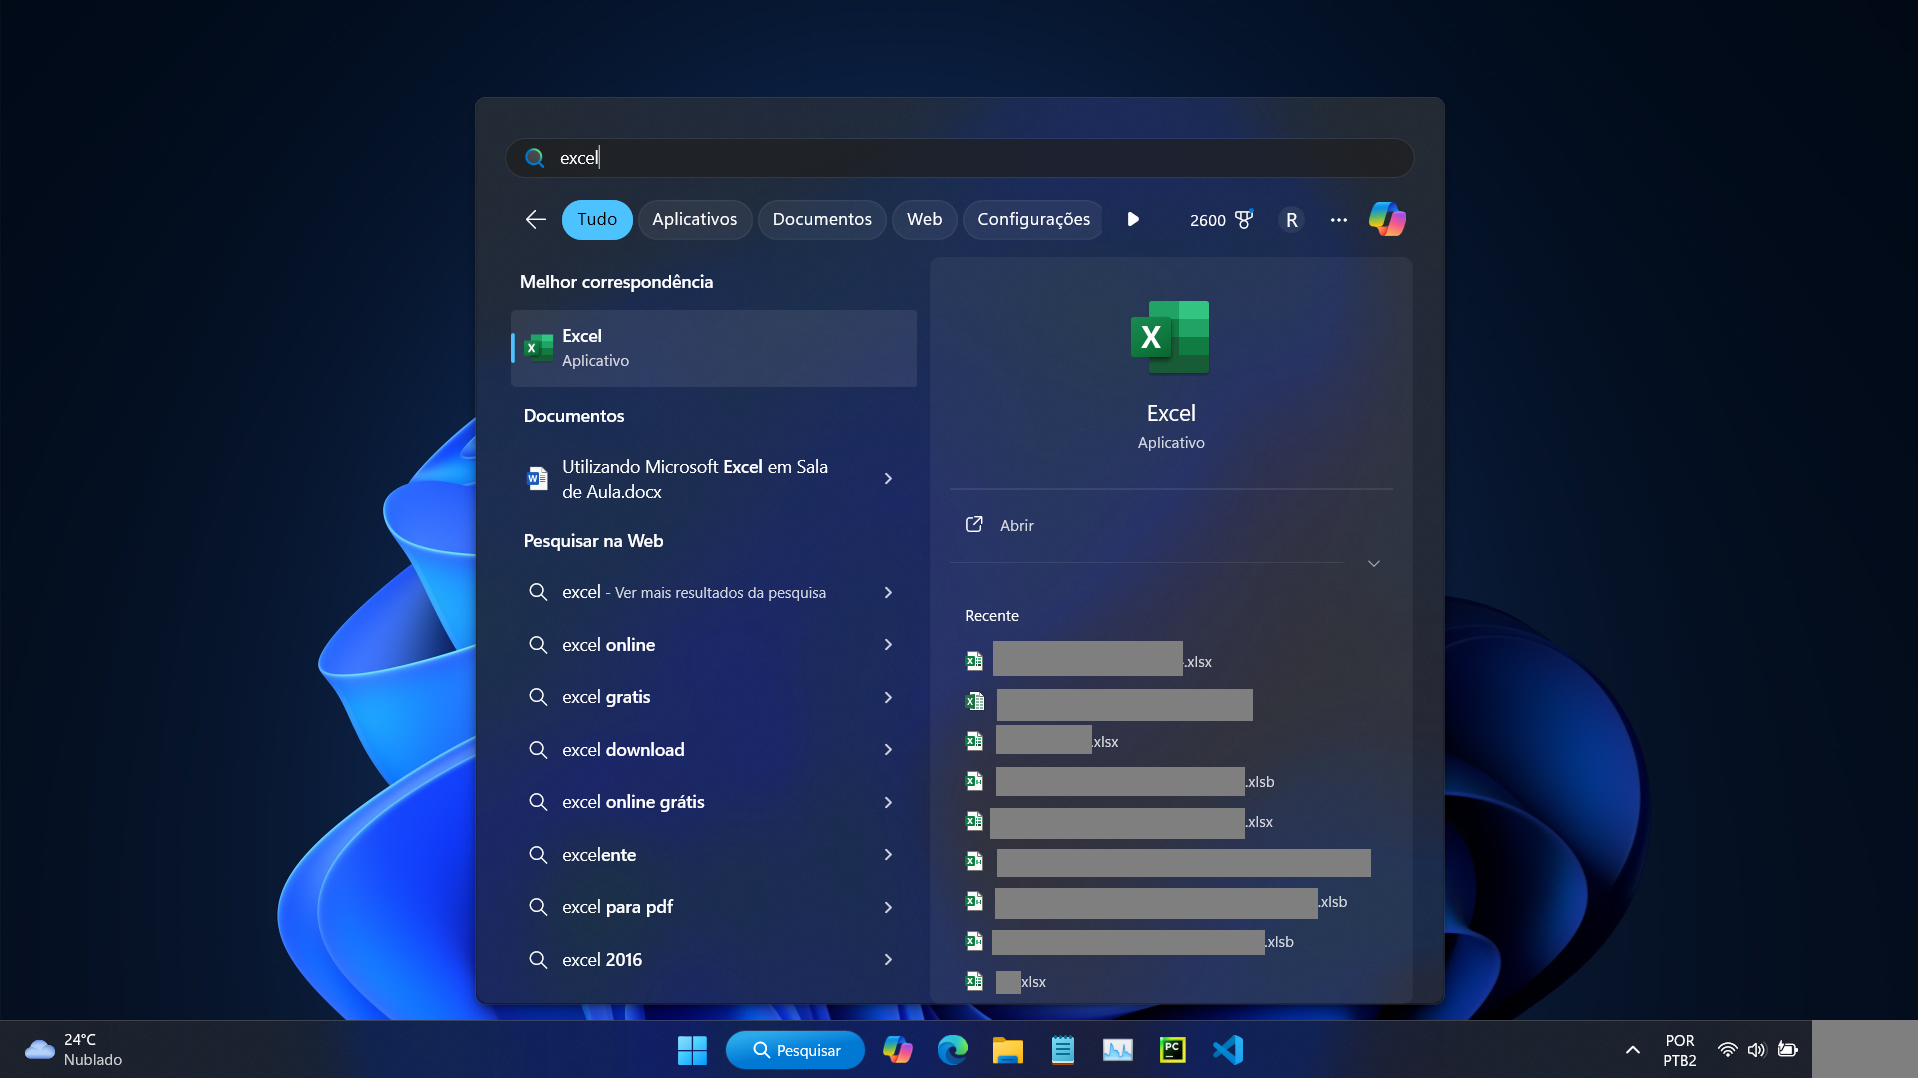 excel
Tudo
Aplicativos
Documentos
Web
Configurações
2600
R
Melhor correspondência
Excel
Aplicativo
Documentos
Utilizando Microsoft Excel em Sala
de Aula.docx
Pesquisar na Web
excel - Ver mais resultados da pesquisa
excel online
excel gratis
excel download
excel online grátis
excelente
excel para pdf
excel 2016
Excel
Aplicativo
Abrir
Recente
.xlsx
.xlsx
.xlsb
.xlsx
.xlsb
.xlsb
xlsx
24°C
Nublado
Pesquisar
PC
POR
PTB2